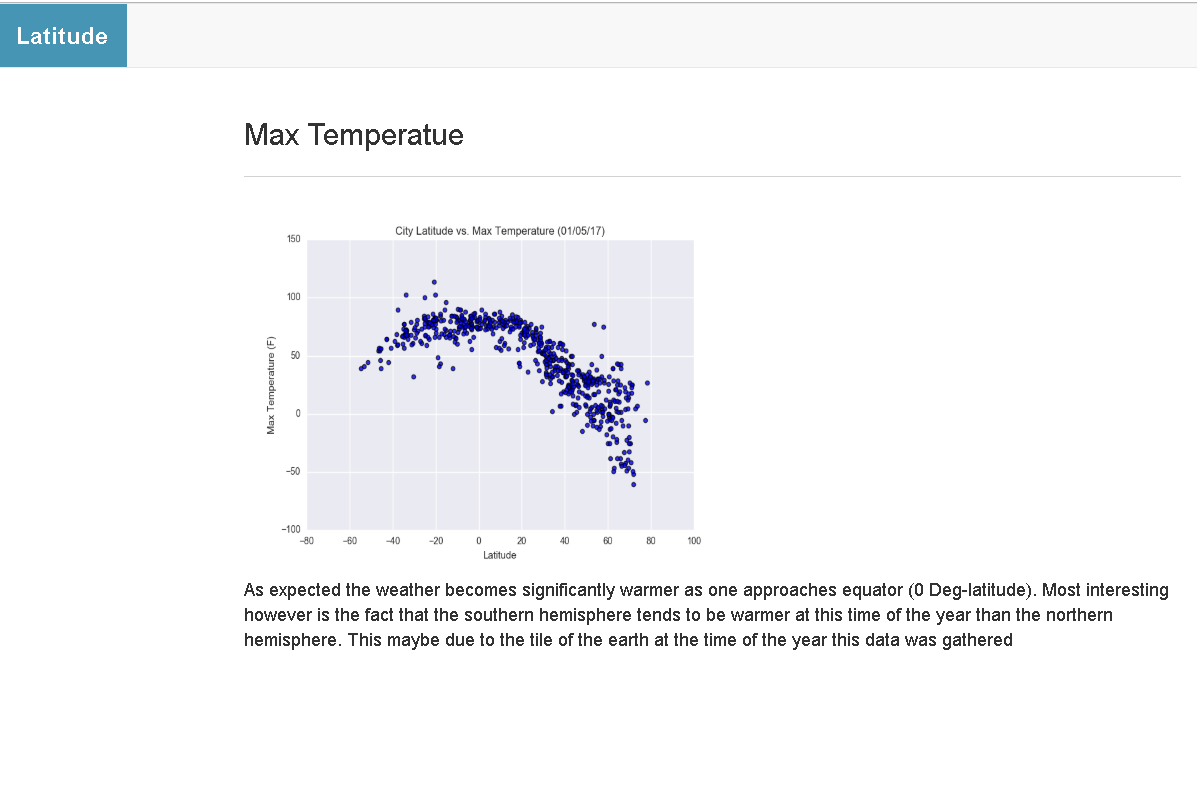 Latitude
Max Temperatue
City Latitude vs. Max Temperature (01/05/17)
150
100
50
0
−50
−100
Max Temperature (F)
−80 −60 −40 −20 0 20 40 60 80 100
Latitude
As expected the weather becomes significantly warmer as one approaches equator (0 Deg-latitude). Most interesting
however is the fact that the southern hemisphere tends to be warmer at this time of the year than the northern
hemisphere. This maybe due to the tile of the earth at the time of the year this data was gathered